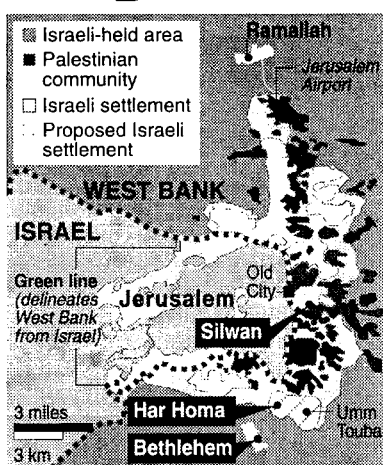 Israeli-held area
Palestinian
community
Israeli settlement
Proposed Israeli
settlement
Ramallah
Jerusalem
Airport
WEST BANK
ISRAEL
Green line
(delineates
West Bank
from Israel)
Jerusalem
Old
City
Silwan
Har Homa
Umm
Touba
Bethlehem
3 miles
3 km